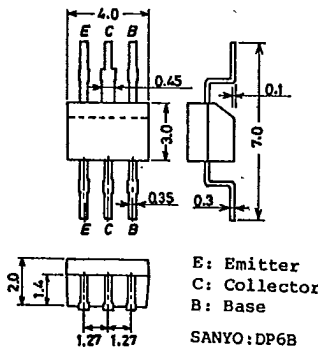 4.0
E C B
0.45
0.1
3.0
7.0
0.35
0.3
E C B
2.0
1.4
1.27 1.27
E: Emitter
C: Collector
B: Base
SANYO:DP6B